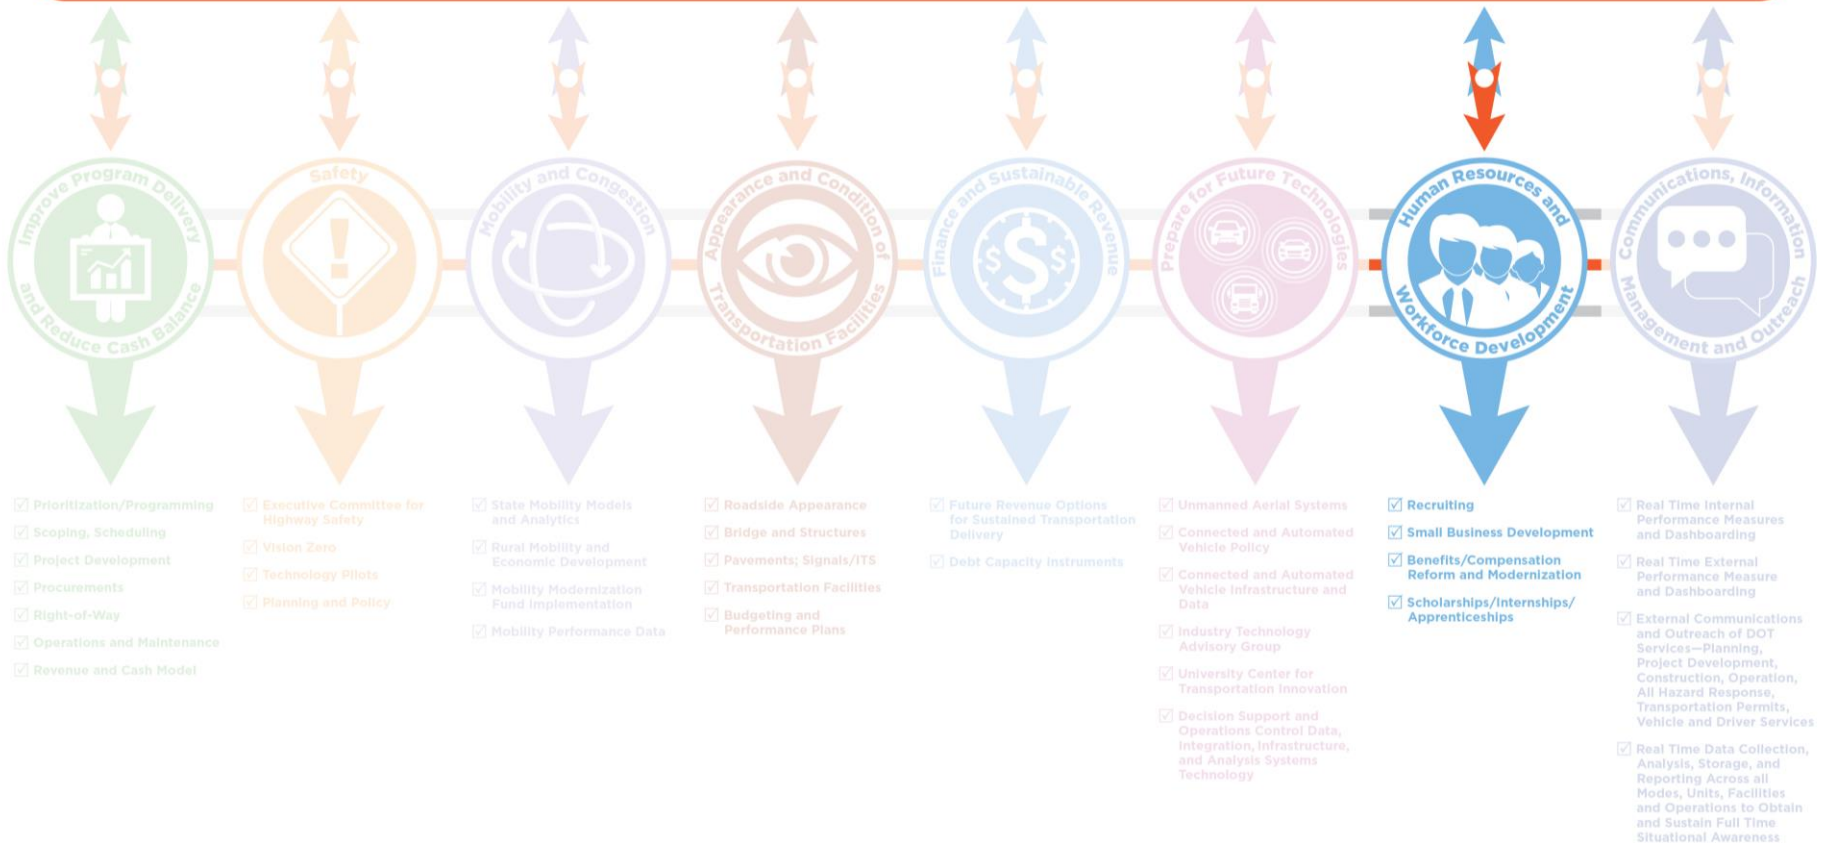 Improve Program Delivery
and Reduce Cash Balance
☑ Prioritization/Programming
☑ Scoping, Scheduling
☑ Project Development
☑ Procurements
☑ Right-of-Way
☑ Operations and Maintenance
☑ Revenue and Cash Model
Safety
☑ Executive Committee for
Highway Safety
☑ Vision Zero
☑ Technology Pilots
☑ Planning and Policy
Mobility and Congestion
☑ State Mobility Models
and Analytics
☑ Rural Mobility and
Economic Development
☑ Mobility Modernization
Fund Implementation
☑ Mobility Performance Data
Appearance and Condition of
Transportation Facilities
☑ Roadside Appearance
☑ Bridge and Structures
☑ Pavements; Signals/ITS
☑ Transportation Facilities
☑ Budgeting and
Performance Plans
Finance and Sustainable Revenue
$ $ $
☑ Future Revenue Options
for Sustained Transportation
Delivery
☑ Debt Capacity Instruments
Prepare for Future Technologies
☑ Unmanned Aerial Systems
☑ Connected and Automated
Vehicle Policy
☑ Connected and Automated
Vehicle Infrastructure and
Data
☑ Industry Technology
Advisory Group
☑ University Center for
Transportation Innovation
☑ Decision Support and
Operations Control Data,
Integration, Infrastructure,
and Analysis Systems
Technology
Human Resources and
Workforce Development
☑ Recruiting
☑ Small Business Development
☑ Benefits/Compensation
Reform and Modernization
☑ Scholarships/Internships/
Apprenticeships
Communications, Information
Management and Outreach
☑ Real Time Internal
Performance Measures
and Dashboarding
☑ Real Time External
Performance Measure
and Dashboarding
☑ External Communications
and Outreach of DOT
Services—Planning,
Project Development,
Construction, Operation,
All Hazard Response,
Transportation Permits,
Vehicle and Driver Services
☑ Real Time Data Collection,
Analysis, Storage, and
Reporting Across all
Modes, Units, Facilities
and Operations to Obtain
and Sustain Full Time
Situational Awareness